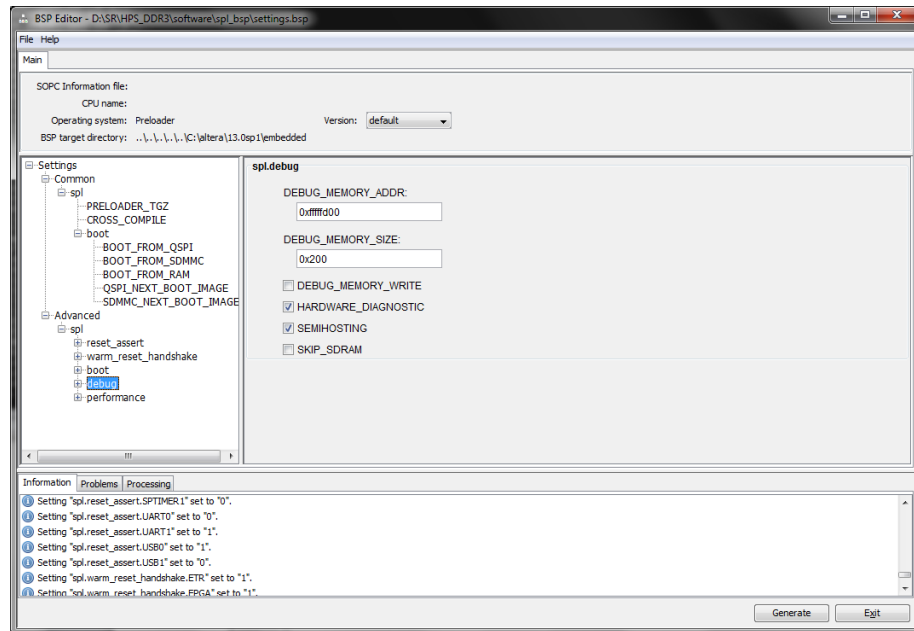 BSP Editor - D:\SR\HPS_DDR3\software\spl_bsp\settings.bsp
File Help
Main
SOPC Information file:
CPU name:
Operating system: Preloader Version: default
BSP target directory: ..\..\..\..\..\C:\altera\13.0sp1\embedded
Settings
Common
spl
PRELOADER_TGZ
CROSS_COMPILE
boot
BOOT_FROM_QSPI
BOOT_FROM_SDMMC
BOOT_FROM_RAM
QSPI_NEXT_BOOT_IMAGE
SDMMC_NEXT_BOOT_IMAGE
Advanced
spl
reset_assert
warm_reset_handshake
boot
debug
performance
spl.debug
DEBUG_MEMORY_ADDR:
0xfffffd00
DEBUG_MEMORY_SIZE:
0x200
DEBUG_MEMORY_WRITE
HARDWARE_DIAGNOSTIC
SEMIHOSTING
SKIP_SDRAM
Information Problems Processing
Setting "spl.reset_assert.SPTIMER1" set to "0".
Setting "spl.reset_assert.UART0" set to "0".
Setting "spl.reset_assert.UART1" set to "1".
Setting "spl.reset_assert.USB0" set to "1".
Setting "spl.reset_assert.USB1" set to "0".
Setting "spl.warm_reset_handshake.ETR" set to "1".
Setting "spl.warm_reset_handshake.FPGA" set to "1".
Generate Exit